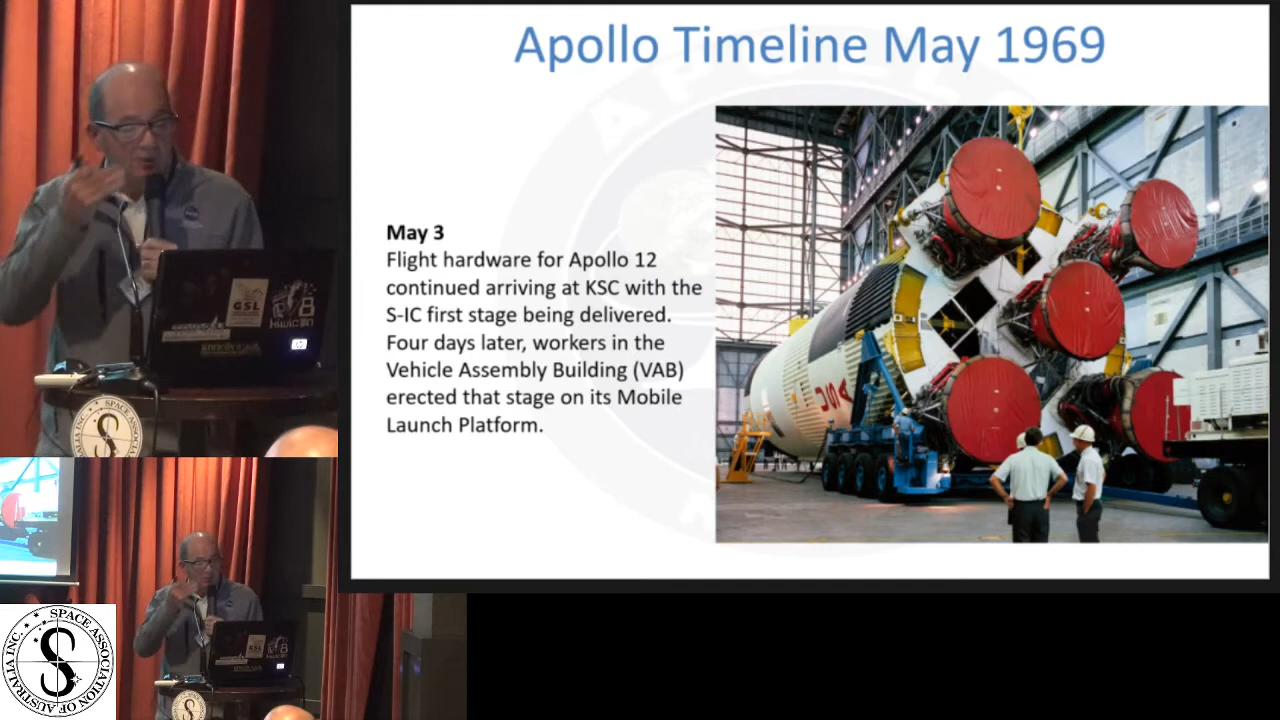 Apollo Timeline May 1969
May 3
Flight hardware for Apollo 12
continued arriving at KSC with the
S-IC first stage being delivered.
Four days later, workers in the
Vehicle Assembly Building (VAB)
erected that stage on its Mobile
Launch Platform.
USA
GSL
SPACE ASSOCIATION OF AUSTRALIA INC.
S